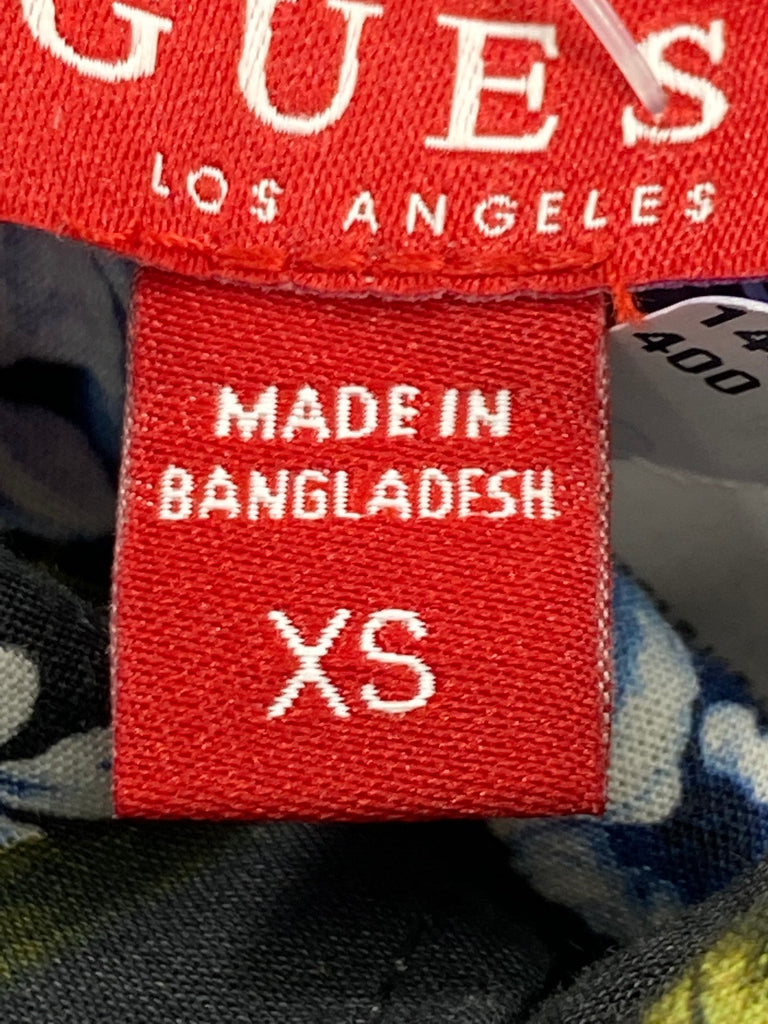 GUES
LOS ANGELES
14
400
MADE IN
BANGLADESH
XS